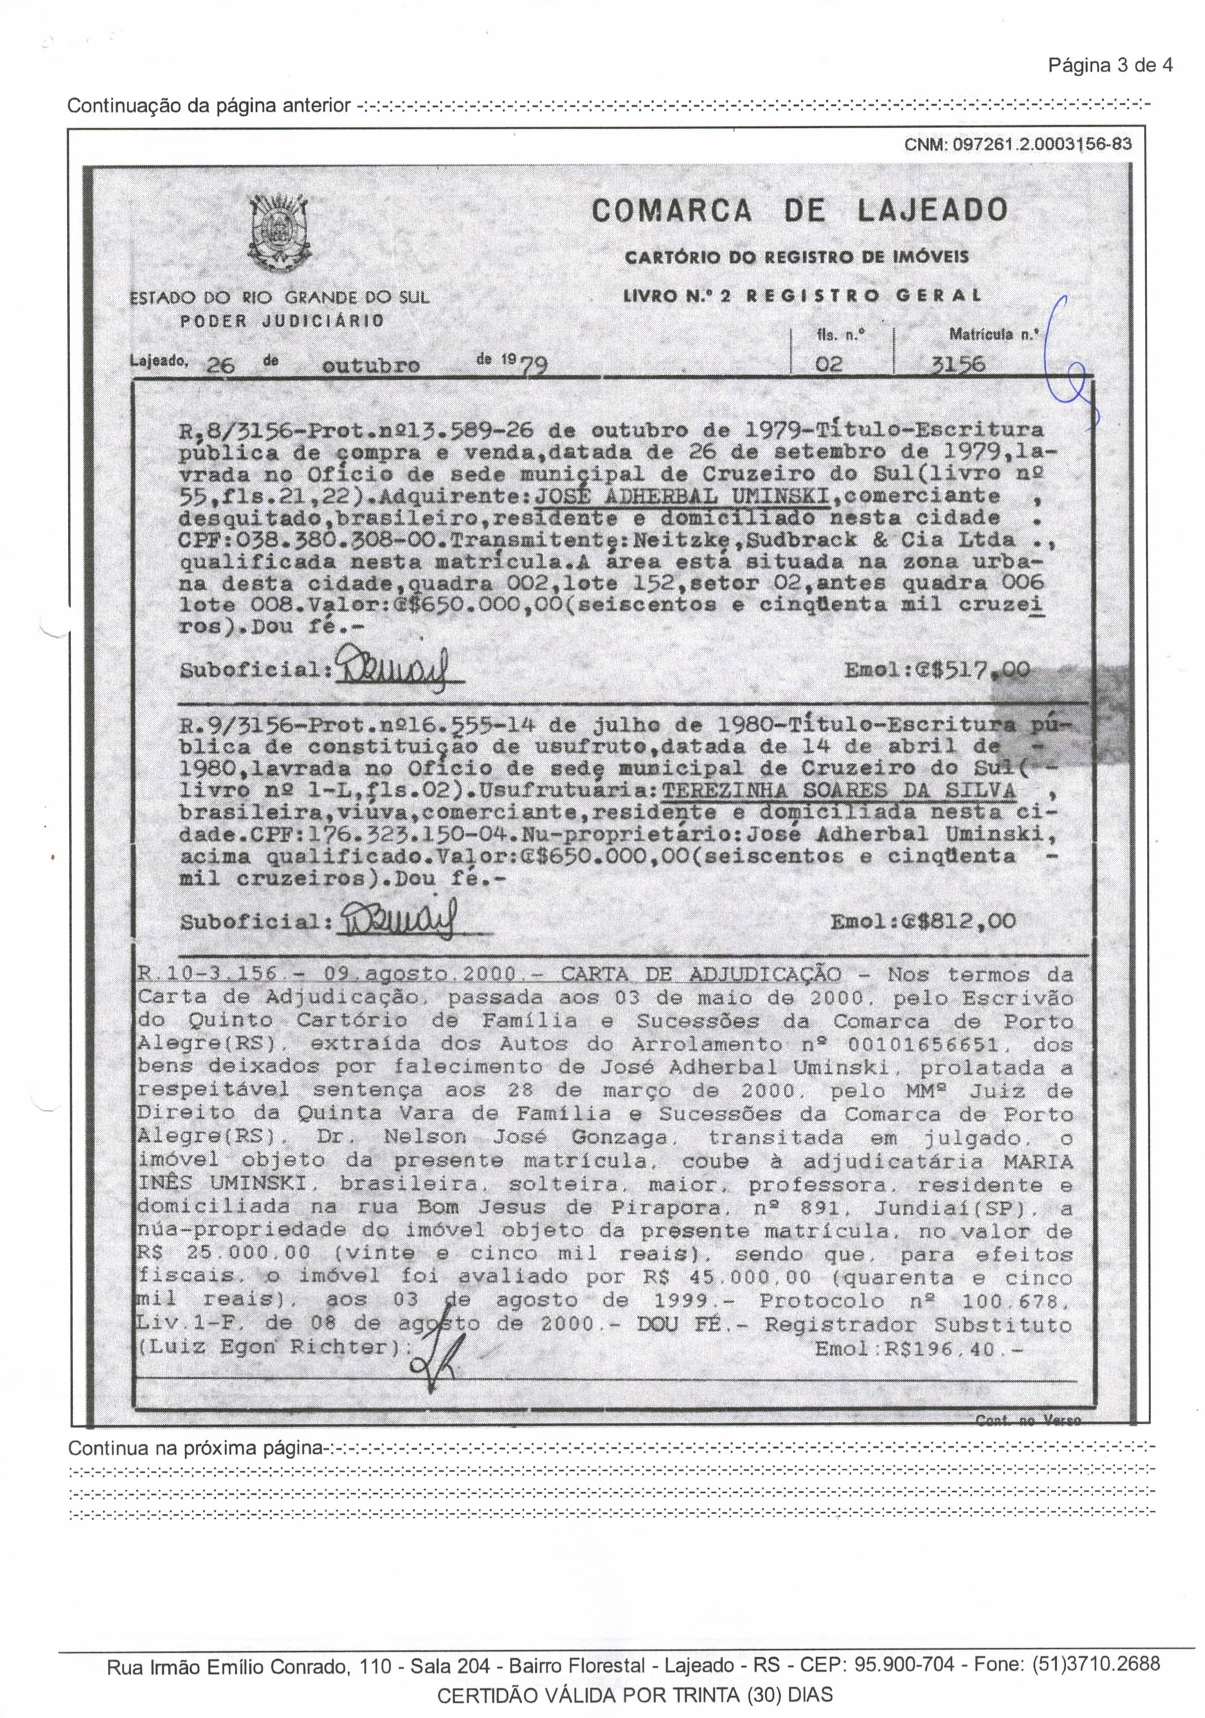 Página 3 de 4
Continuação da página anterior -:-:-:-:-:-:-:-:-:-:-:-:-:-:-:-:-:-:-:-:-:-:-:-:-:-:-:-:-:-:-:-:-:-:-:-:-:-:-:-:-:-:-:-:-:-:-:-:-:-:-:-:-:-:-:-:-
CNM: 097261.2.0003156-83
COMARCA DE LAJEADO
CARTÓRIO DO REGISTRO DE IMÓVEIS
ESTADO DO RIO GRANDE DO SUL
LIVRO N.º 2 REGISTRO GERAL
PODER JUDICIÁRIO
fls. n.º Matrícula n.º
Lajeado, 26 de outubro de 1979 02 3156
R,8/3156-Prot.nº13.589-26 de outubro de 1979-Título-Escritura
pública de compra e venda,datada de 26 de setembro de 1979,la-
vrada no Ofício de sede municipal de Cruzeiro do Sul(livro nº
55,fls.21,22).Adquirente:JOSÉ ADHERBAL UMINSKI,comerciante ,
desquitado,brasileiro,residente e domiciliado nesta cidade .
CPF:038.380.308-00.Transmitente:Neitzke,Sudbrack & Cia Ltda .,
qualificada nesta matrícula.A área está situada na zona urba-
na desta cidade,quadra 002,lote 152,setor 02,antes quadra 006
lote 008.Valor:C$650.000,00(seiscentos e cinqüenta mil cruzei
ros).Dou fé.-
Suboficial: Emol:C$517,00
R.9/3156-Prot.nº16.555-14 de julho de 1980-Título-Escritura pú-
blica de constituição de usufruto,datada de 14 de abril de -
1980,lavrada no Ofício de sede municipal de Cruzeiro do Sul(--
livro nº 1-L,fls.02).Usufrutuária:TEREZINHA SOARES DA SILVA ,
brasileira,viúva,comerciante,residente e domiciliada nesta ci-
dade.CPF:176.323.150-04.Nu-proprietário:José Adherbal Uminski,
acima qualificado.Valor:C$650.000,00(seiscentos e cinqüenta -
mil cruzeiros).Dou fé.-
Suboficial: Emol:C$812,00
R.10-3.156.- 09.agosto.2000.- CARTA DE ADJUDICAÇÃO - Nos termos da
Carta de Adjudicação, passada aos 03 de maio de 2000, pelo Escrivão
do Quinto Cartório de Família e Sucessões da Comarca de Porto
Alegre(RS), extraída dos Autos do Arrolamento nº 00101656651, dos
bens deixados por falecimento de José Adherbal Uminski, prolatada a
respeitável sentença aos 28 de março de 2000, pelo MMº Juiz de
Direito da Quinta Vara de Família e Sucessões da Comarca de Porto
Alegre(RS), Dr. Nelson José Gonzaga, transitada em julgado, o
imóvel objeto da presente matrícula, coube à adjudicatária MARIA
INÊS UMINSKI, brasileira, solteira, maior, professora, residente e
domiciliada na rua Bom Jesus de Pirapora, nº 891, Jundiaí(SP), a
núa-propriedade do imóvel objeto da presente matrícula, no valor de
R$ 25.000,00 (vinte e cinco mil reais), sendo que, para efeitos
fiscais, o imóvel foi avaliado por R$ 45.000,00 (quarenta e cinco
mil reais), aos 03 de agosto de 1999.- Protocolo nº 100.678,
Liv.1-F, de 08 de agosto de 2000.- DOU FÉ.- Registrador Substituto
(Luiz Egon Richter): Emol:R$196,40.-
Cont. no Verso
Continua na próxima página-:-:-:-:-:-:-:-:-:-:-:-:-:-:-:-:-:-:-:-:-:-:-:-:-:-:-:-:-:-:-:-:-:-:-:-:-:-:-:-:-:-:-:-:-:-:-:-:-:-:-:-:-:-:-:-:-:-:-
Rua Irmão Emílio Conrado, 110 - Sala 204 - Bairro Florestal - Lajeado - RS - CEP: 95.900-704 - Fone: (51)3710.2688
CERTIDÃO VÁLIDA POR TRINTA (30) DIAS